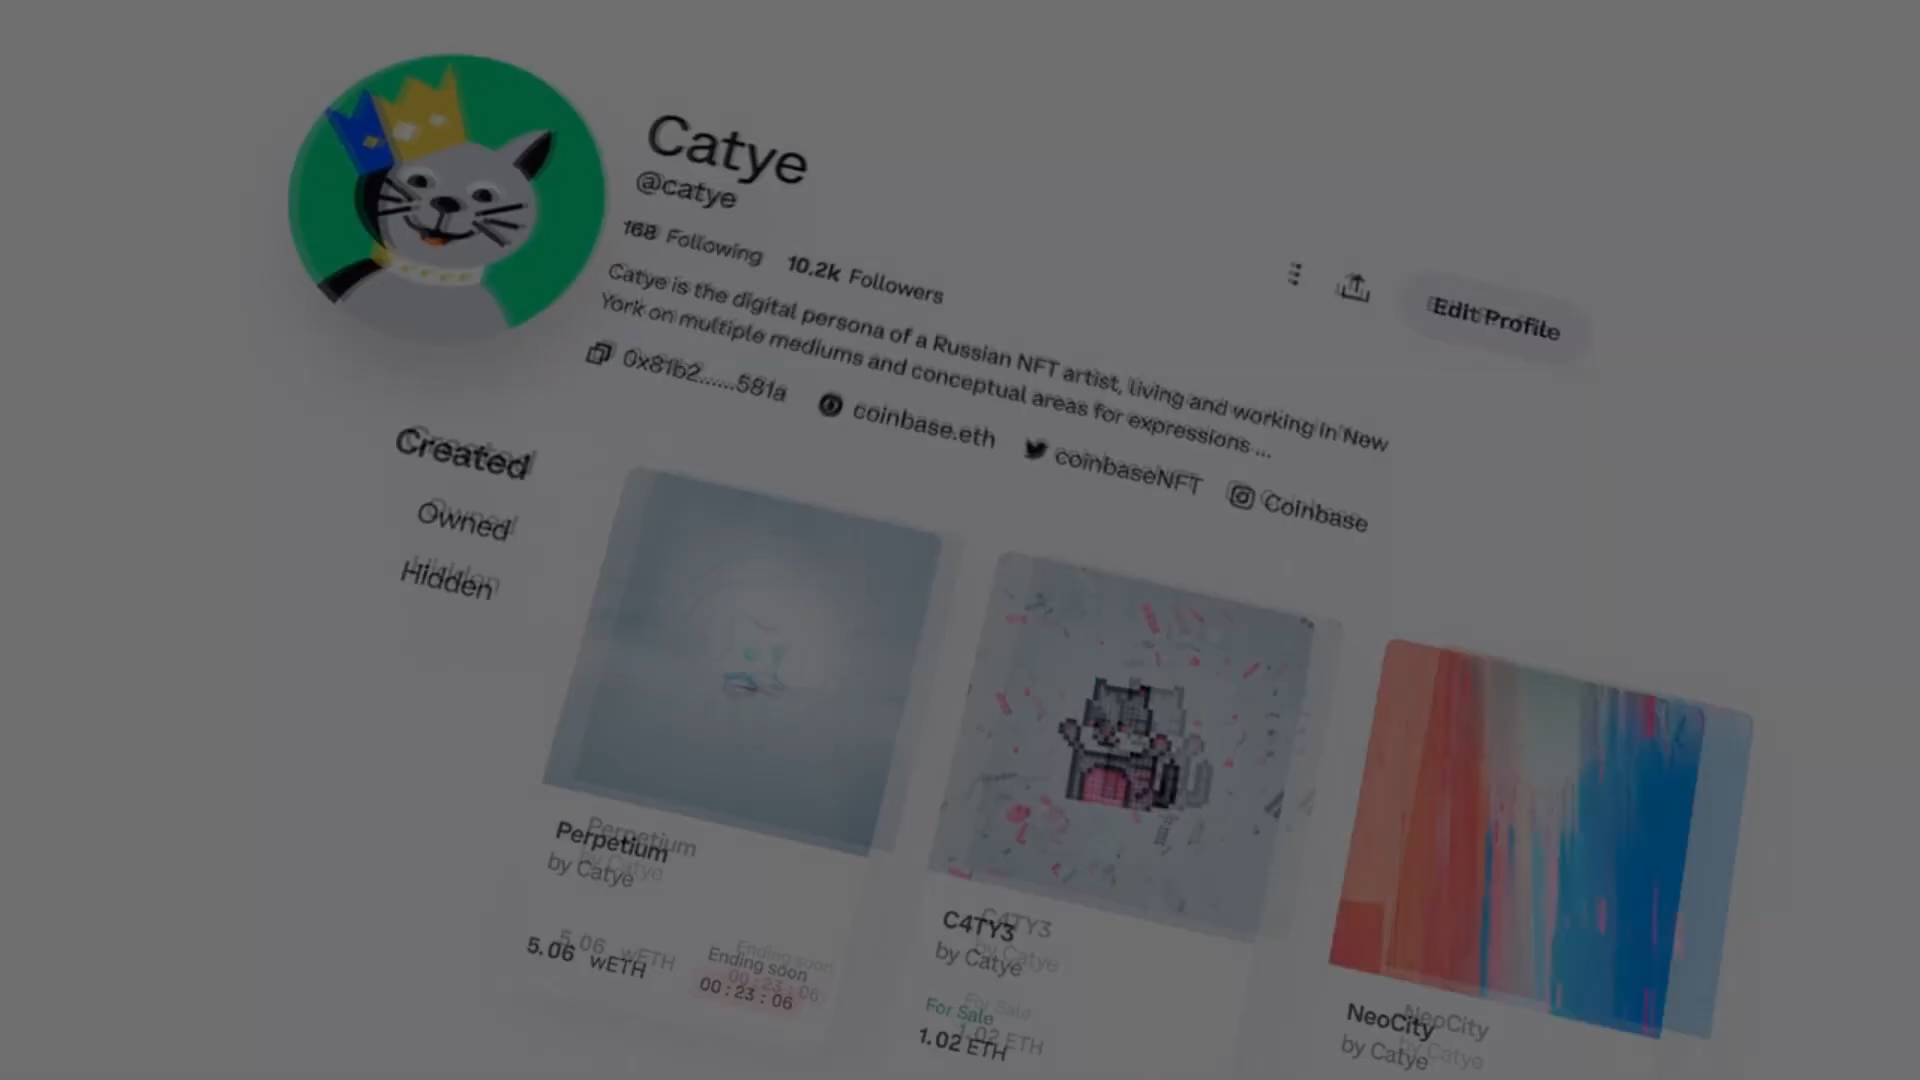 Catye
@catye
168 Following 10.2k Followers
Catye is the digital persona of a Russian NFT artist, living and working in New
York on multiple mediums and conceptual areas for expressions ...
0x81b2......581a coinbase.eth coinbaseNFT Coinbase
Edit Profile
Created
Owned
Hidden
Perpetium
by Catye
5.06 wETH
Ending soon
00:23:06
C4TY3
by Catye
For Sale
1.02 ETH
NeoCity
by Catye